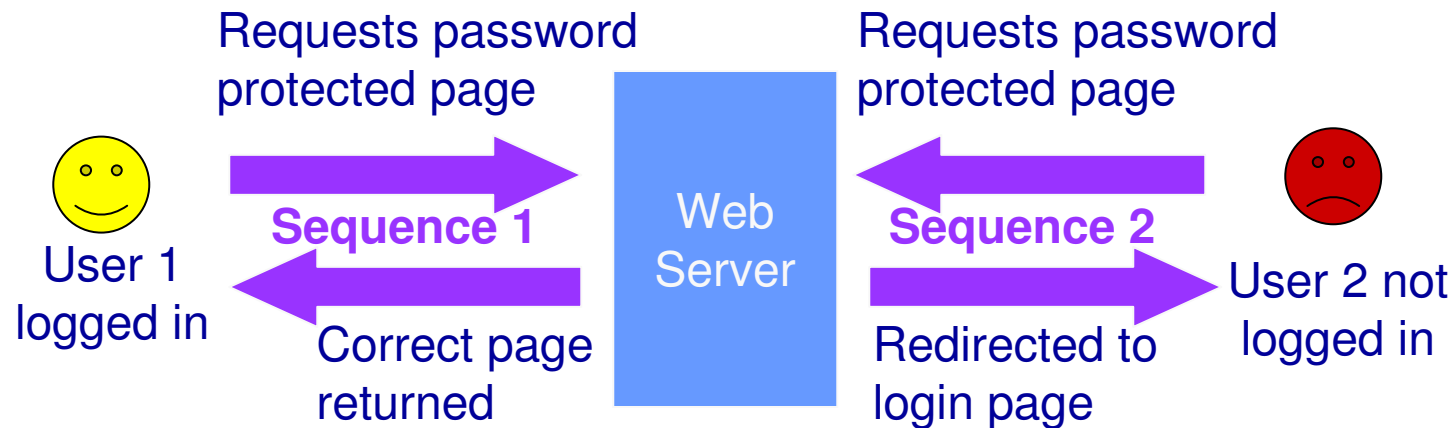 Requests password
protected page
Requests password
protected page
Sequence 1
User 1
logged in
Correct page
returned
Web
Server
Sequence 2
User 2 not
logged in
Redirected to
login page